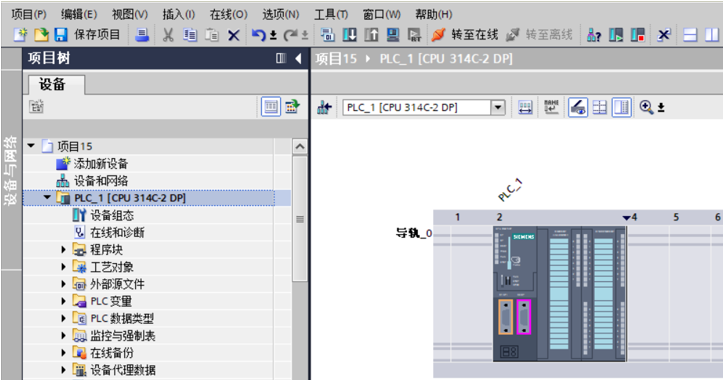 项目(P) 编辑(E) 视图(V) 插入(I) 在线(O) 选项(N) 工具(T) 窗口(W) 帮助(H)
保存项目 转至在线 转至离线
项目树
项目15 ▸ PLC_1 [CPU 314C-2 DP]
设备
设备与网络
PLC_1 [CPU 314C-2 DP]
项目15
添加新设备
设备和网络
PLC_1 [CPU 314C-2 DP]
设备组态
在线和诊断
程序块
工艺对象
外部源文件
PLC 变量
PLC 数据类型
监控与强制表
在线备份
设备代理数据
PLC_1
1 2 4 5 6
导轨_0
SIEMENS